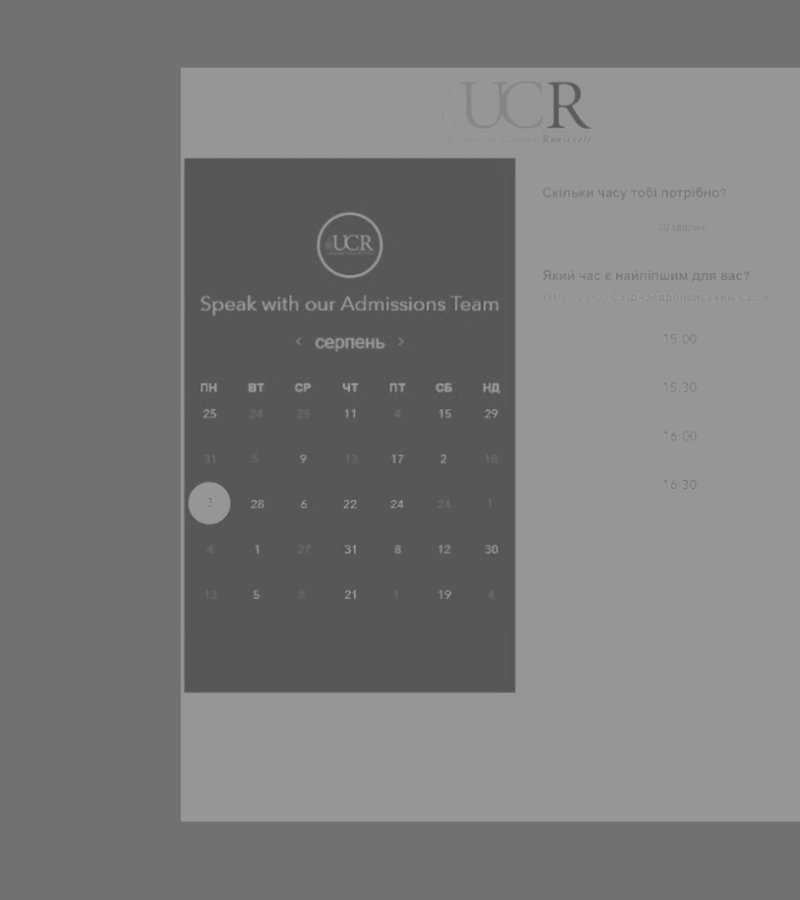 UCR
Roosevelt
UCR
Speak with our Admissions Team
‹ серпень ›
ПН ВТ СР ЧТ ПТ СБ НД
25 24 25 11 4 15 29
31 5 9 13 17 2 18
3 28 6 22 24 24 1
4 1 27 31 8 12 30
13 5 5 21 1 19 4
Скільки часу тобі потрібно?
30 хвилин
Який час є найліпшим для вас?
15:00
15:30
16:00
16:30